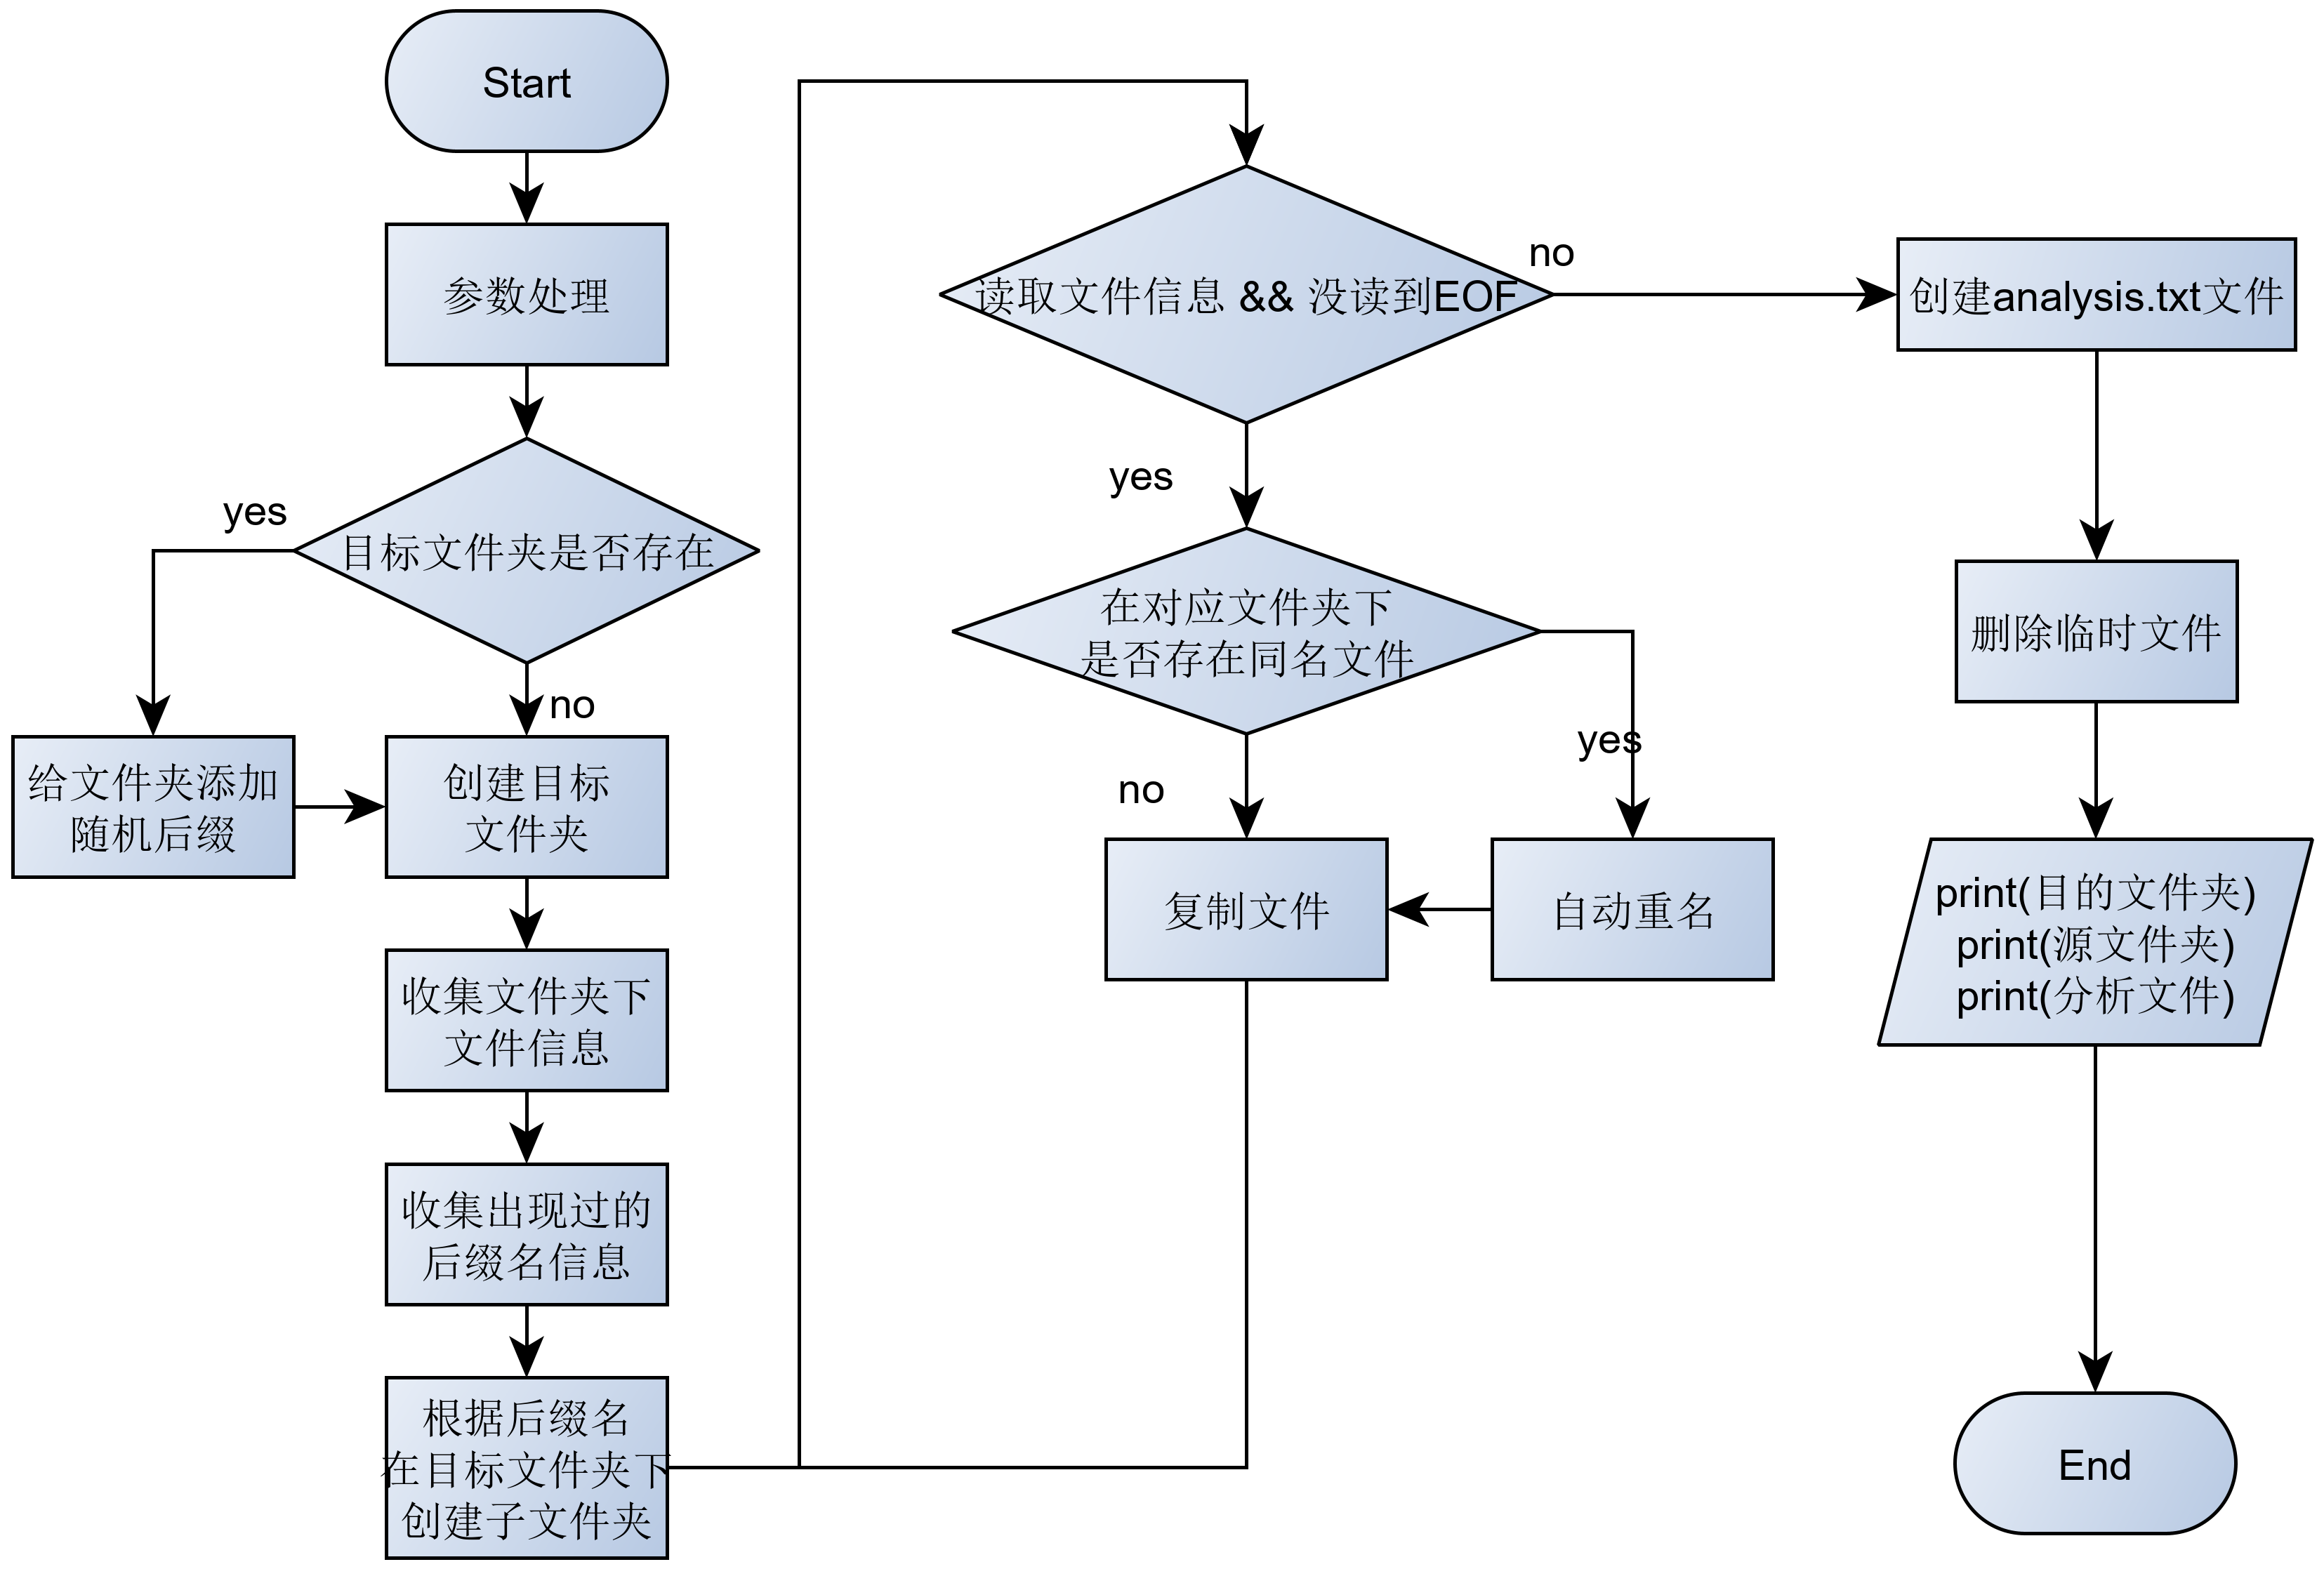 Start
参数处理
目标文件夹是否存在
yes
no
给文件夹添加
随机后缀
创建目标
文件夹
收集文件夹下
文件信息
收集出现过的
后缀名信息
根据后缀名
在目标文件夹下
创建子文件夹
读取文件信息 && 没读到EOF
no
yes
在对应文件夹下
是否存在同名文件
yes
no
复制文件
自动重名
创建analysis.txt文件
删除临时文件
print(目的文件夹)
print(源文件夹)
print(分析文件)
End